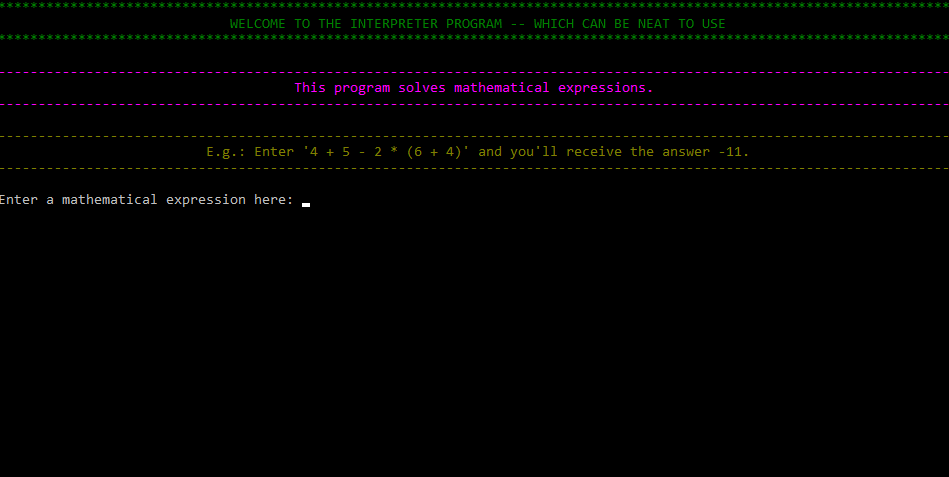 ***********************************************************************************************************************
WELCOME TO THE INTERPRETER PROGRAM -- WHICH CAN BE NEAT TO USE
***********************************************************************************************************************
-----------------------------------------------------------------------------------------------------------------------
This program solves mathematical expressions.
-----------------------------------------------------------------------------------------------------------------------
-----------------------------------------------------------------------------------------------------------------------
E.g.: Enter '4 + 5 - 2 * (6 + 4)' and you'll receive the answer -11.
-----------------------------------------------------------------------------------------------------------------------
Enter a mathematical expression here: